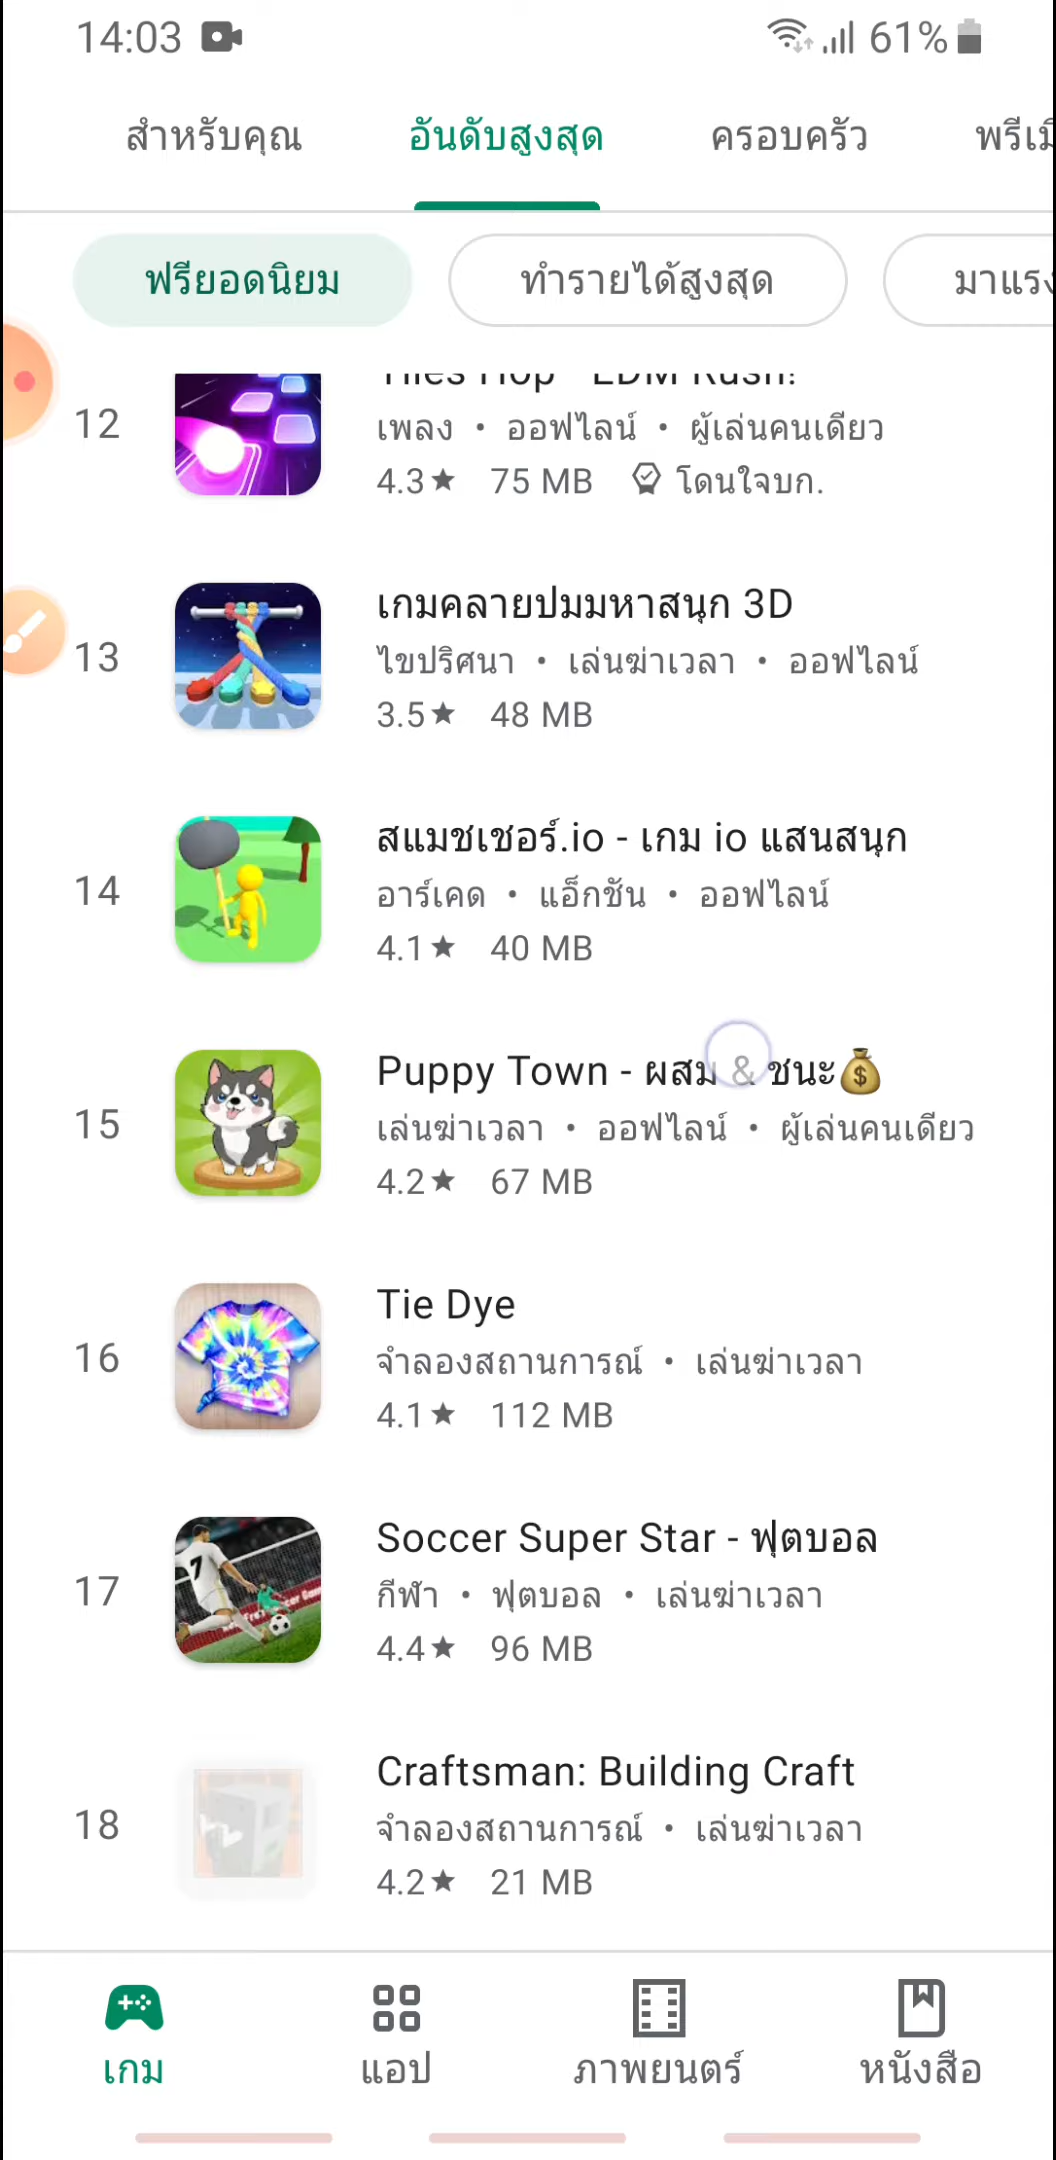 14:03 61%
สำหรับคุณ อันดับสูงสุด ครอบครัว
ฟรียอดนิยม ทำรายได้สูงสุด
Tiles Hop - EDM Rush!
12
เพลง • ออฟไลน์ • ผู้เล่นคนเดียว
4.3★ 75 MB โดนใจบก.
เกมคลายปมมหาสนุก 3D
13
ไขปริศนา • เล่นฆ่าเวลา • ออฟไลน์
3.5★ 48 MB
สแมชเชอร์.io - เกม io แสนสนุก
14
อาร์เคด • แอ็กชัน • ออฟไลน์
4.1★ 40 MB
Puppy Town - ผสม & ชนะ💰
15
เล่นฆ่าเวลา • ออฟไลน์ • ผู้เล่นคนเดียว
4.2★ 67 MB
Tie Dye
16
จำลองสถานการณ์ • เล่นฆ่าเวลา
4.1★ 112 MB
Soccer Super Star - ฟุตบอล
17
กีฬา • ฟุตบอล • เล่นฆ่าเวลา
4.4★ 96 MB
Craftsman: Building Craft
18
จำลองสถานการณ์ • เล่นฆ่าเวลา
4.2★ 21 MB
เกม แอป ภาพยนตร์ หนังสือ